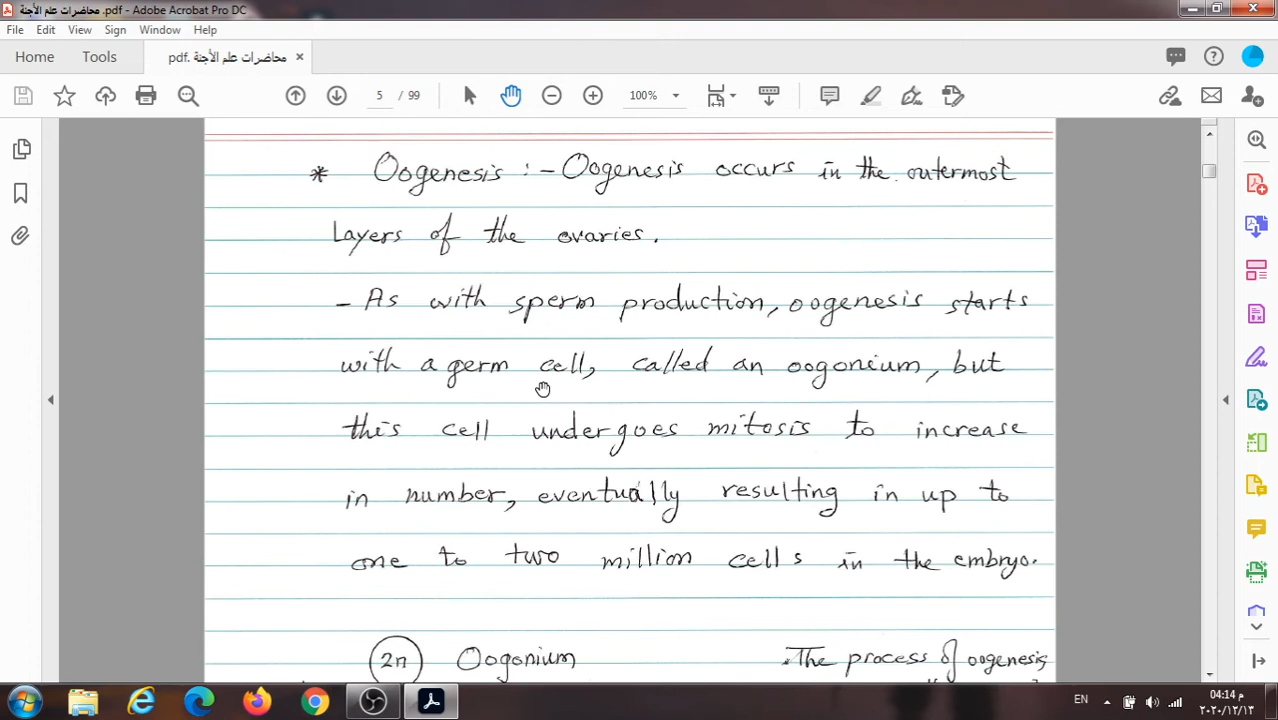 محاضرات علم الأجنة.pdf - Adobe Acrobat Pro DC
File Edit View Sign Window Help
Home Tools محاضرات علم الأجنة.pdf ×
5 / 99 100%
* Oogenesis : - Oogenesis occurs in the outermost
Layers of the ovaries.
- As with sperm production, oogenesis starts
with a germ cell, called an oogonium, but
this cell undergoes mitosis to increase
in number, eventually resulting in up to
one to two million cells in the embryo.
2n Oogonium .The process of oogenesis
EN م 04:14
٢٠٢٠/١٢/١٣